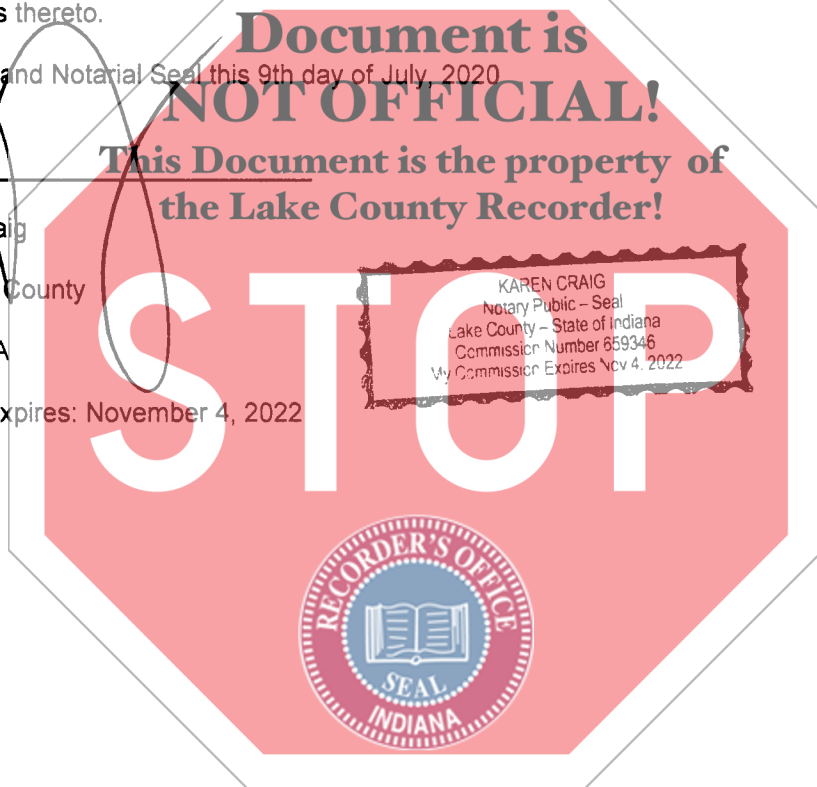 s thereto.
Document is
and Notarial Seal this 9th day of July, 2020
NOT OFFICIAL!
This Document is the property of
the Lake County Recorder!
aig
County
A
xpires: November 4, 2022
KAREN CRAIG
Notary Public – Seal
Lake County – State of Indiana
Commission Number 659346
My Commission Expires Nov 4, 2022
STOP
RECORDER'S OFFICE
SEAL
INDIANA